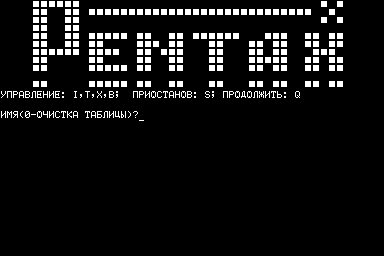 PENTAX
УПРАВЛЕНИЕ: I,T,X,B; ПРИОСТАНОВ: S; ПРОДОЛЖИТЬ: Q
ИМЯ(0-ОЧИСТКА ТАБЛИЦЫ)?_